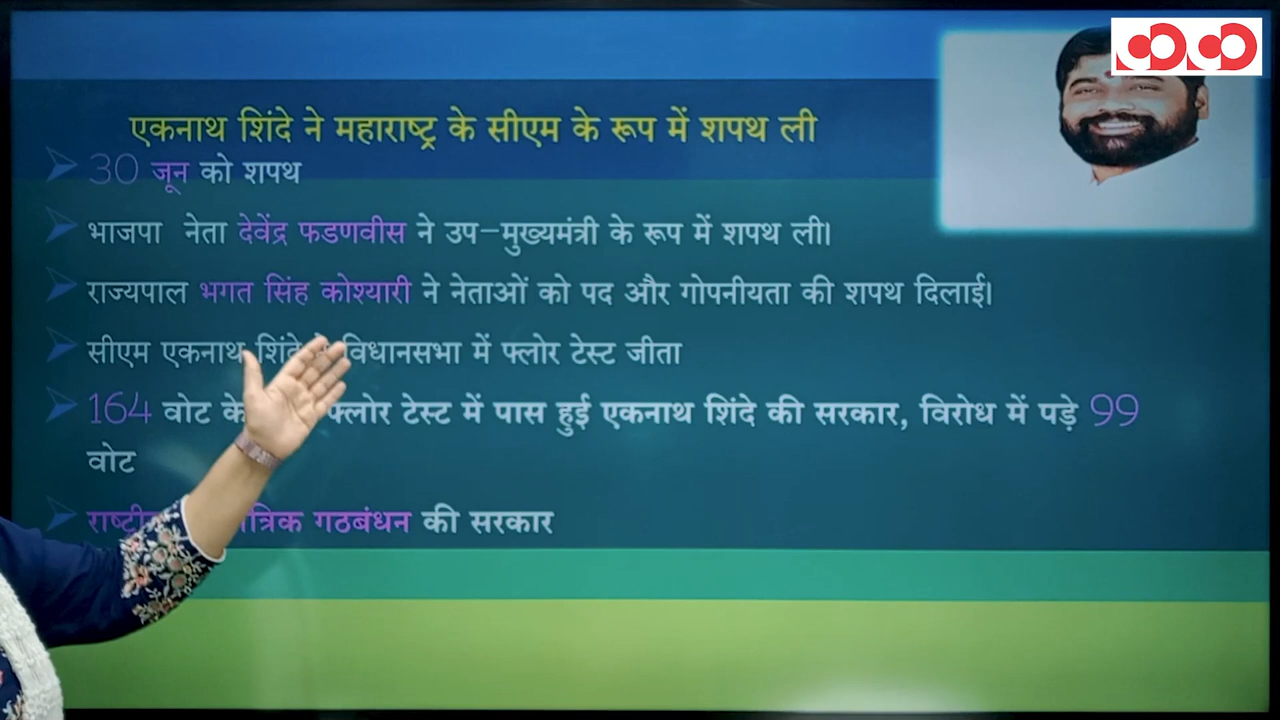 एकनाथ शिंदे ने महाराष्ट्र के सीएम के रूप में शपथ ली
30 जून को शपथ
भाजपा नेता देवेंद्र फडणवीस ने उप-मुख्यमंत्री के रूप में शपथ ली।
राज्यपाल भगत सिंह कोश्यारी ने नेताओं को पद और गोपनीयता की शपथ दिलाई।
सीएम एकनाथ शिंदे विधानसभा में फ्लोर टेस्ट जीता
164 वोट के फ्लोर टेस्ट में पास हुई एकनाथ शिंदे की सरकार, विरोध में पड़े 99
वोट
गठबंधन की सरकार